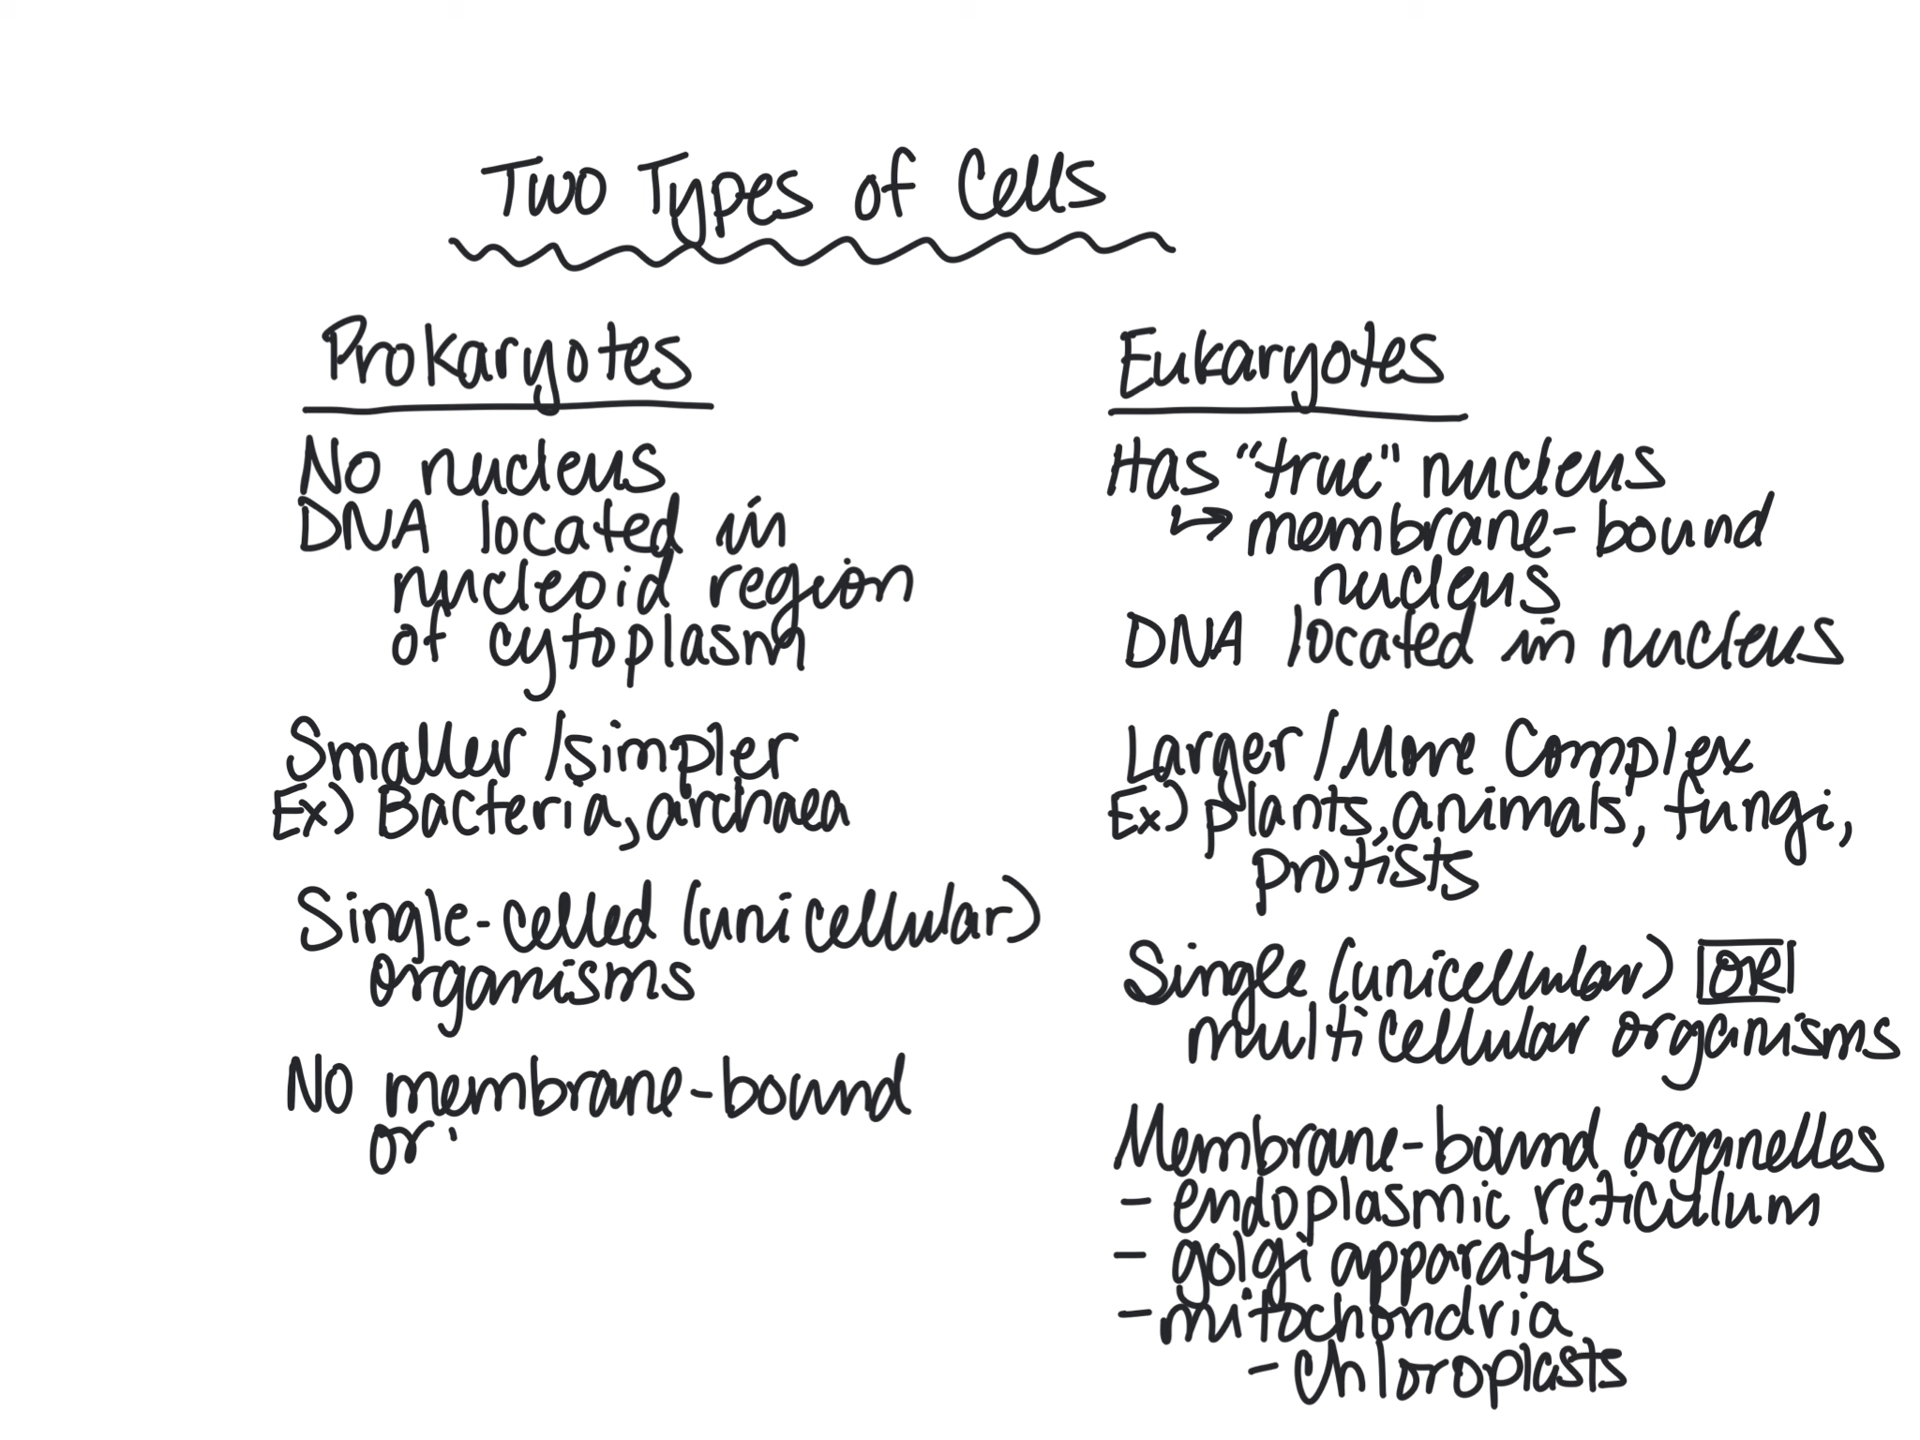 Two Types of Cells
Prokaryotes
No nucleus
DNA located in
nucleoid region
of cytoplasm
Smaller/simpler
Ex) Bacteria, archaea
Single-celled (unicellular)
organisms
No membrane-bound
or
Eukaryotes
Has "true" nucleus
↳ membrane-bound
nucleus
DNA located in nucleus
Larger/More Complex
Ex) plants, animals, fungi,
protists
Single (unicellular) OR
multicellular organisms
Membrane-bound organelles
- endoplasmic reticulum
- golgi apparatus
- mitochondria
- chloroplasts